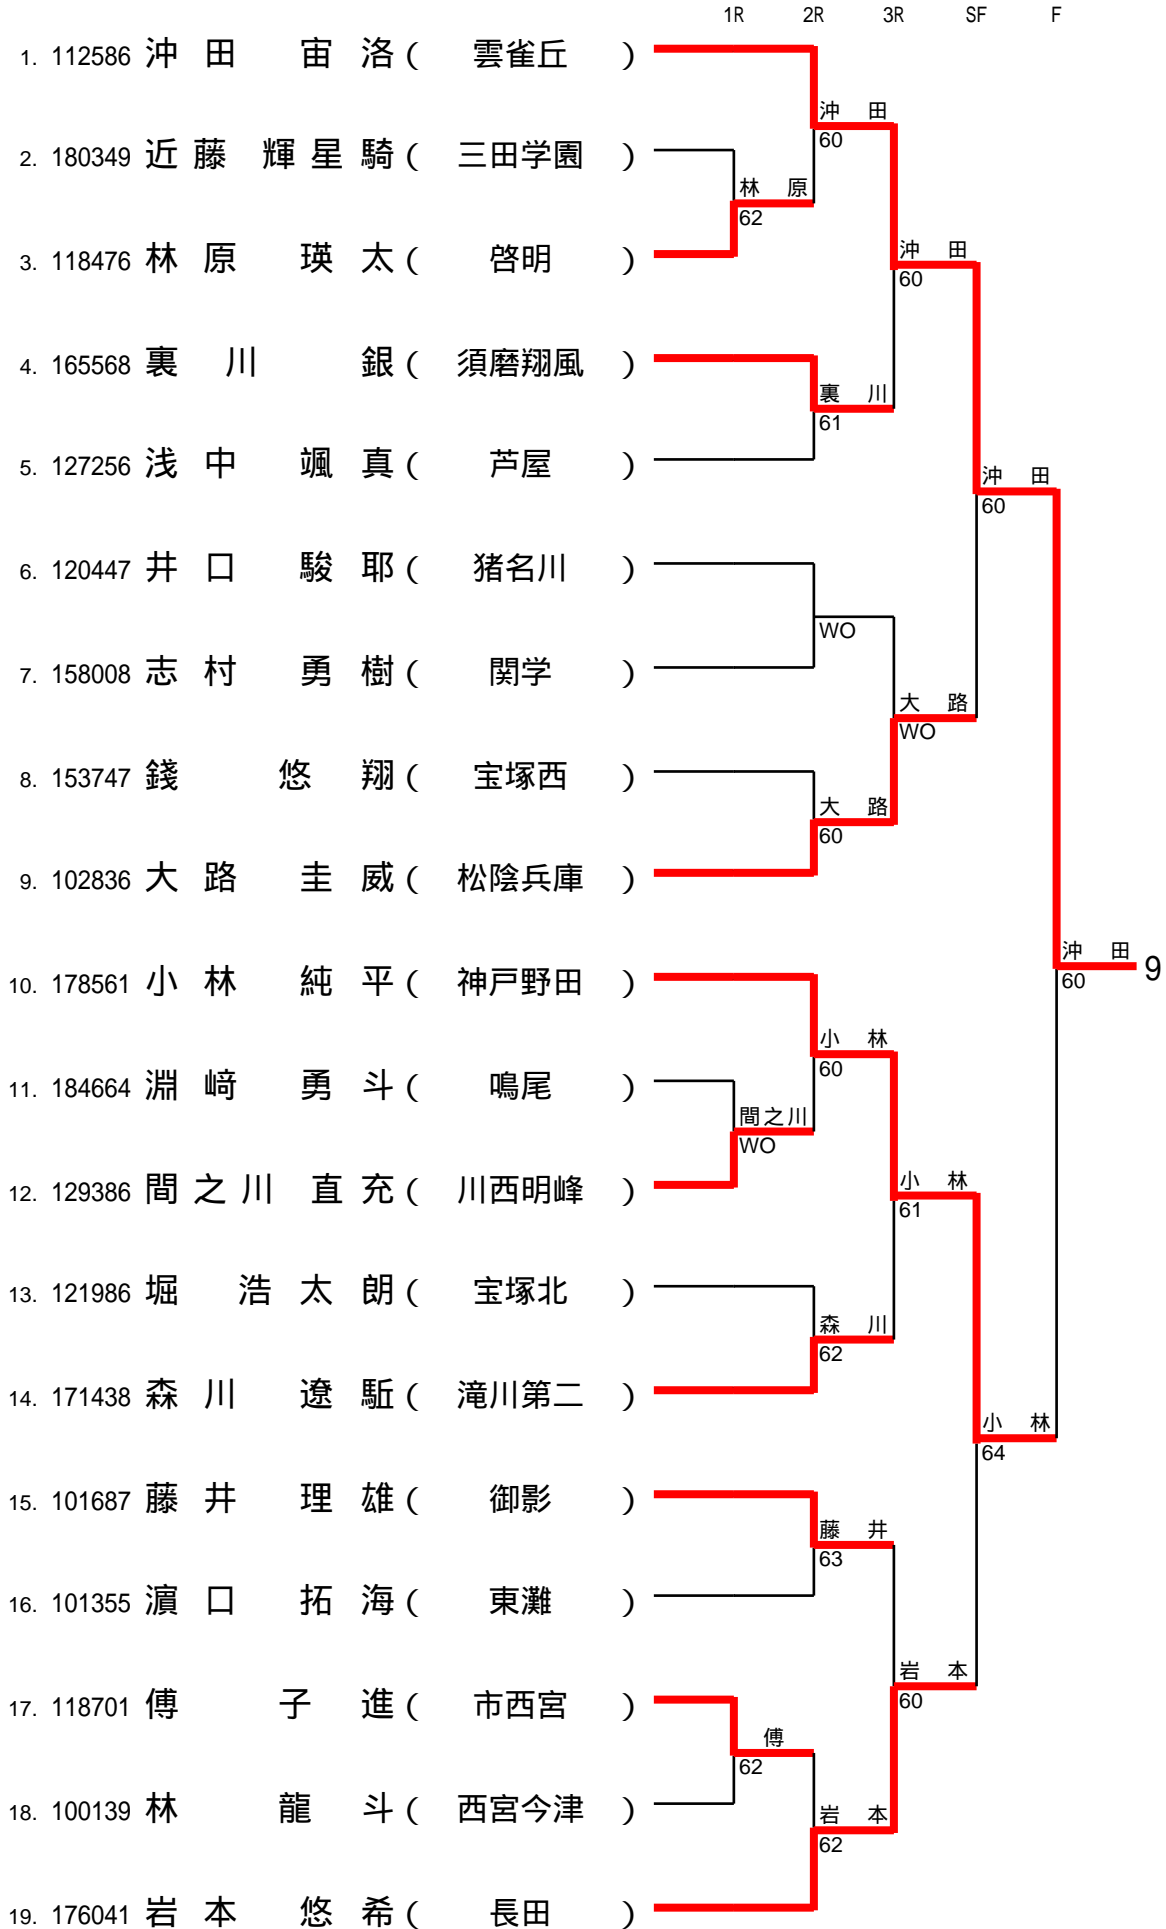 1R 2R 3R SF F
1. 112586 沖田 宙洛 ( 雲雀丘 )
沖田
60
2. 180349 近藤 輝星騎 ( 三田学園 )
林原
62
3. 118476 林原 瑛太 ( 啓明 )
沖田
60
4. 165568 裏川 銀 ( 須磨翔風 )
裏川
61
5. 127256 浅中 颯真 ( 芦屋 )
沖田
60
6. 120447 井口 駿耶 ( 猪名川 )
WO
7. 158008 志村 勇樹 ( 関学 )
大路
WO
8. 153747 錢 悠翔 ( 宝塚西 )
大路
60
9. 102836 大路 圭威 ( 松陰兵庫 )
沖田
60
9
10. 178561 小林 純平 ( 神戸野田 )
小林
60
11. 184664 淵﨑 勇斗 ( 鳴尾 )
間之川
WO
12. 129386 間之川 直充 ( 川西明峰 )
小林
61
13. 121986 堀 浩太朗 ( 宝塚北 )
森川
62
14. 171438 森川 遼駈 ( 滝川第二 )
小林
64
15. 101687 藤井 理雄 ( 御影 )
藤井
63
16. 101355 濵口 拓海 ( 東灘 )
岩本
60
17. 118701 傅 子進 ( 市西宮 )
傅
62
18. 100139 林 龍斗 ( 西宮今津 )
岩本
62
19. 176041 岩本 悠希 ( 長田 )